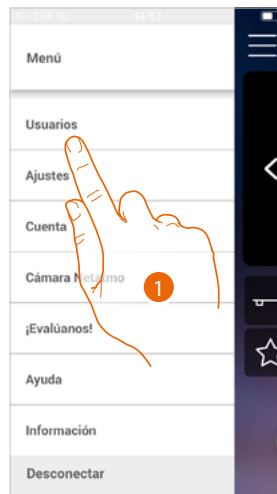 Sin SIM 14:57
Menú
Usuarios
Ajustes
Cuenta
Cámara Netatmo
1
¡Evalúanos!
Ayuda
Información
Desconectar